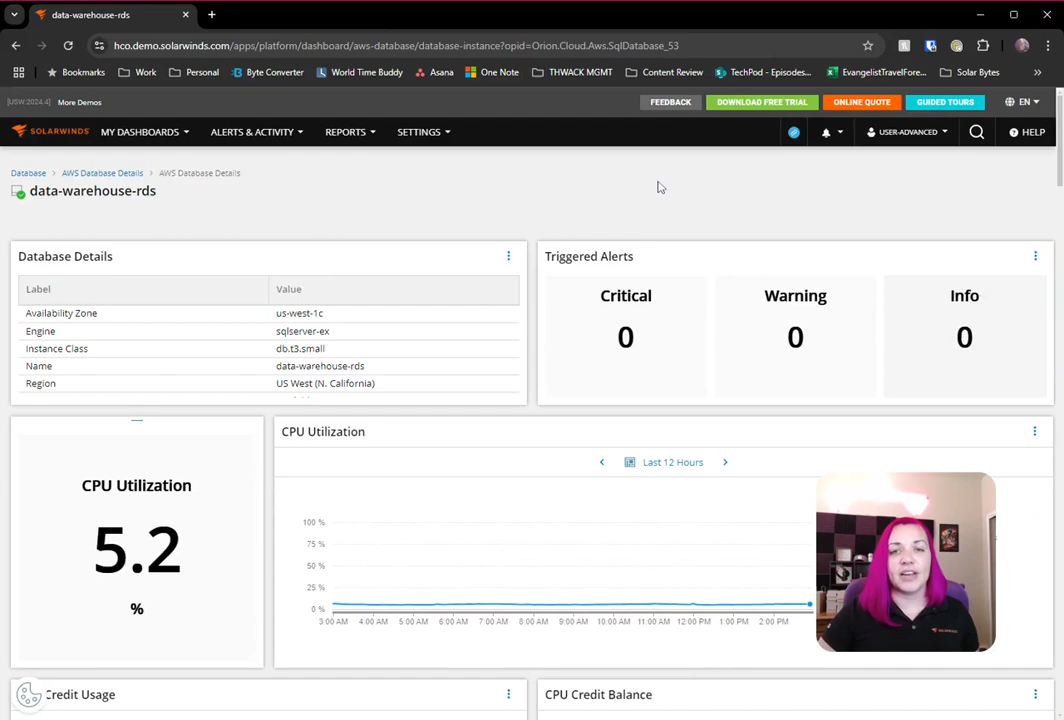 data-warehouse-rds
hco.demo.solarwinds.com/apps/platform/dashboard/aws-database/database-instance?opid=Orion.Cloud.Aws.SqlDatabase_53
Bookmarks Work Personal Byte Converter World Time Buddy Asana One Note THWACK MGMT Content Review TechPod - Episodes... EvangelistTravelFore... Solar Bytes
[USW:2024.4] More Demos FEEDBACK DOWNLOAD FREE TRIAL ONLINE QUOTE GUIDED TOURS EN
SOLARWINDS MY DASHBOARDS ALERTS & ACTIVITY REPORTS SETTINGS USER-ADVANCED HELP
Database > AWS Database Details > AWS Database Details
data-warehouse-rds
Database Details
Label Value
Availability Zone us-west-1c
Engine sqlserver-ex
Instance Class db.t3.small
Name data-warehouse-rds
Region US West (N. California)
Triggered Alerts
Critical Warning Info
0 0 0
CPU Utilization
5.2
%
CPU Utilization
Last 12 Hours
100 %
75 %
50 %
25 %
0 %
3:00 AM 4:00 AM 5:00 AM 6:00 AM 7:00 AM 8:00 AM 9:00 AM 10:00 AM 11:00 AM 12:00 PM 1:00 PM 2:00 PM
Credit Usage
CPU Credit Balance